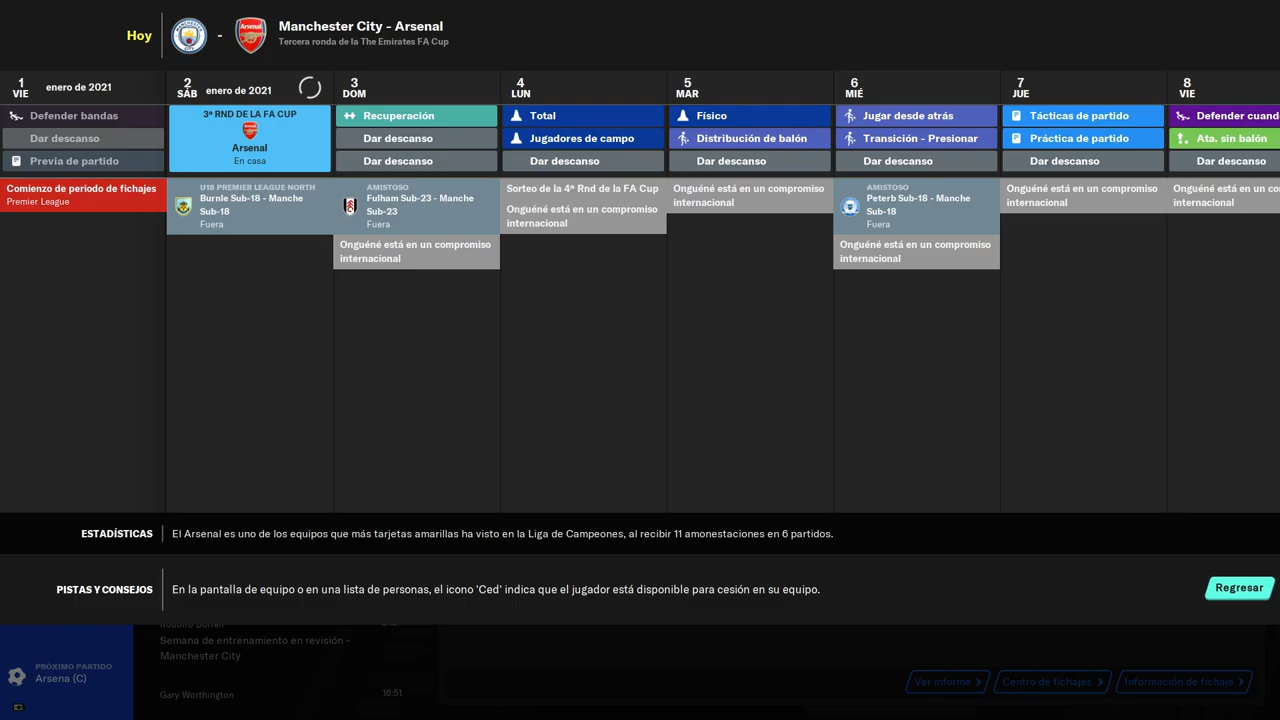 Hoy
-
Manchester City - Arsenal
Tercera ronda de la The Emirates FA Cup
1
VIE
enero de 2021
Defender bandas
Dar descanso
Previa de partido
Comienzo de periodo de fichajes
Premier League
2
SÁB
enero de 2021
3ª RND DE LA FA CUP
Arsenal
En casa
U18 PREMIER LEAGUE NORTH
Burnle Sub-18 - Manche
Sub-18
Fuera
3
DOM
Recuperación
Dar descanso
Dar descanso
AMISTOSO
Fulham Sub-23 - Manche
Sub-23
Fuera
Onguéné está en un compromiso
internacional
4
LUN
Total
Jugadores de campo
Dar descanso
Sorteo de la 4ª Rnd de la FA Cup
Onguéné está en un compromiso
internacional
5
MAR
Físico
Distribución de balón
Dar descanso
Onguéné está en un compromiso
internacional
6
MIÉ
Jugar desde atrás
Transición - Presionar
Dar descanso
AMISTOSO
Peterb Sub-18 - Manche
Sub-18
Fuera
Onguéné está en un compromiso
internacional
7
JUE
Tácticas de partido
Práctica de partido
Dar descanso
Onguéné está en un compromiso
internacional
8
VIE
Defender cuand
Ata. sin balón
Dar descanso
Onguéné está en un co
internacional
ESTADÍSTICAS
El Arsenal es uno de los equipos que más tarjetas amarillas ha visto en la Liga de Campeones, al recibir 11 amonestaciones en 6 partidos.
PISTAS Y CONSEJOS
En la pantalla de equipo o en una lista de personas, el icono 'Ced' indica que el jugador está disponible para cesión en su equipo.
Regresar
PRÓXIMO PARTIDO
Arsena (C)
Semana de entrenamiento en revisión -
Manchester City
Gary Worthington
16:51
Ver informe
Centro de fichajes
Información de fichaje